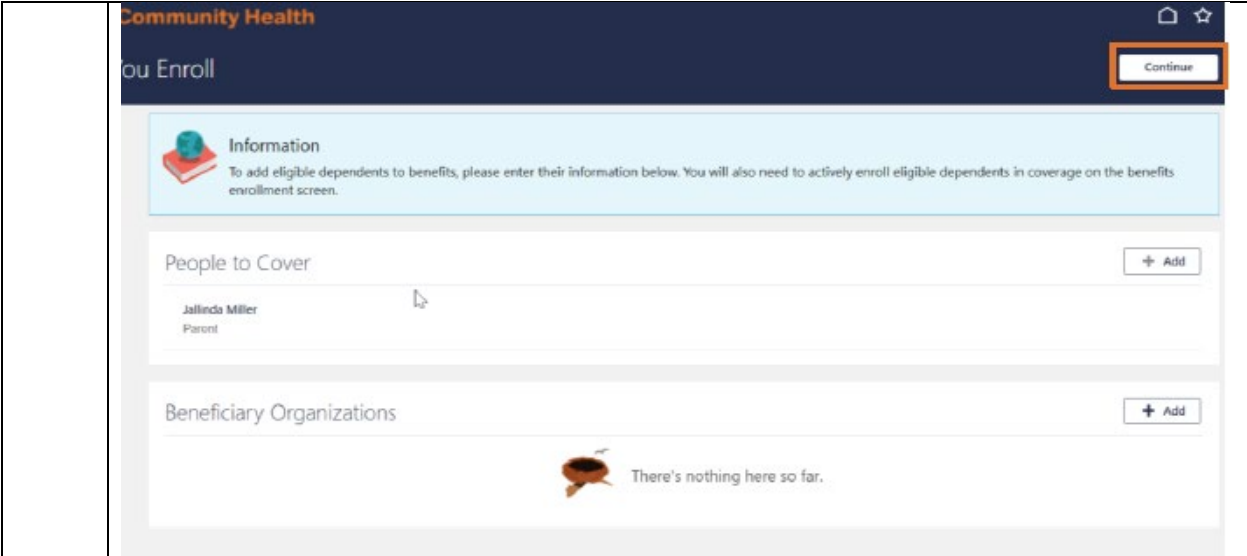 Community Health
ou Enroll
Continue
Information
To add eligible dependents to benefits, please enter their information below. You will also need to actively enroll eligible dependents in coverage on the benefits
enrollment screen.
People to Cover
+ Add
Jallinda Miller
Parent
Beneficiary Organizations
+ Add
There's nothing here so far.